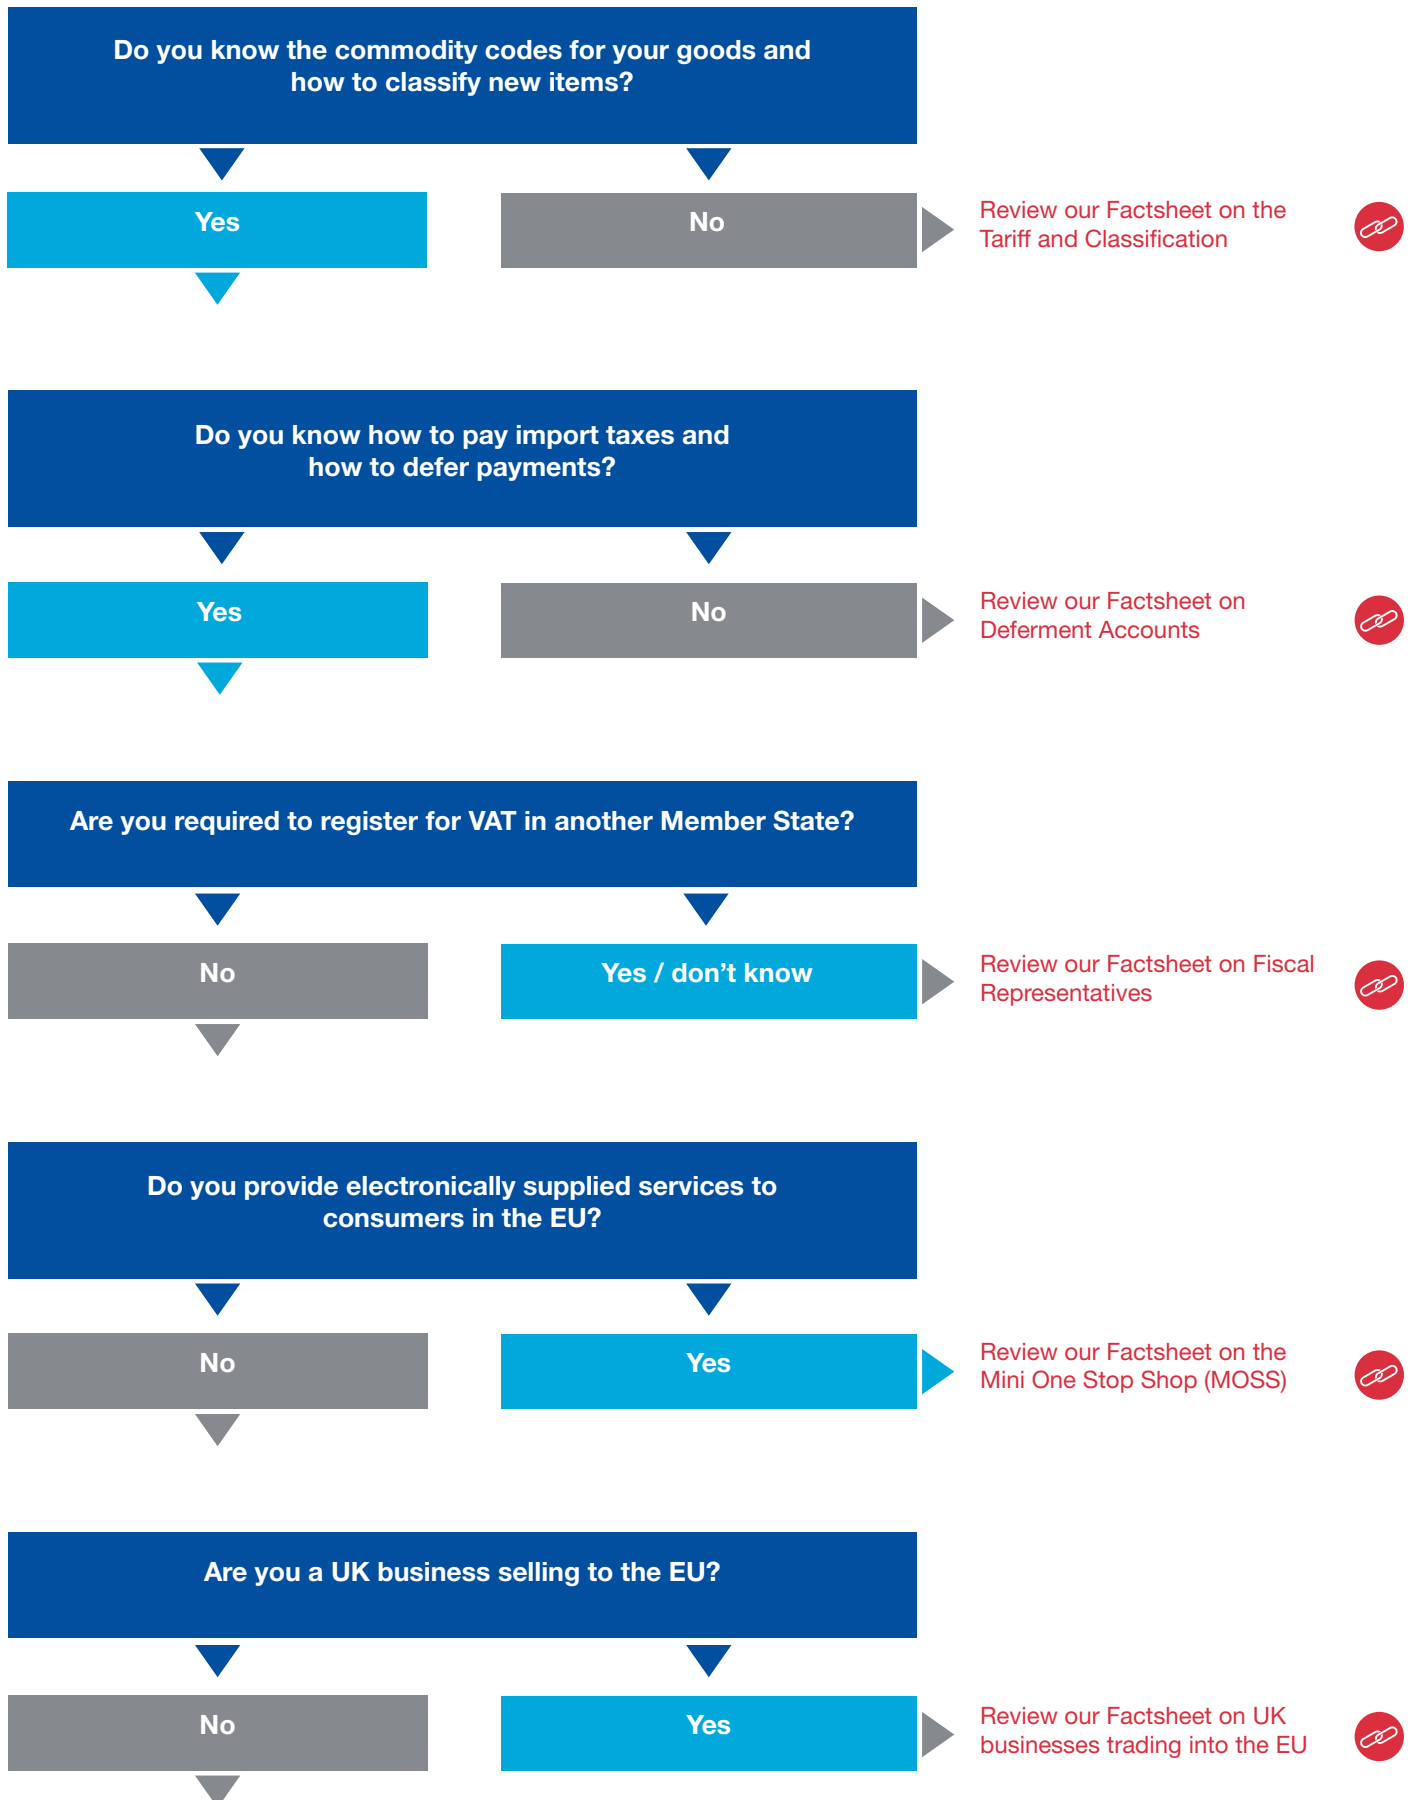 Do you know the commodity codes for your goods and
how to classify new items?
Yes
No
Review our Factsheet on the
Tariff and Classification
Do you know how to pay import taxes and
how to defer payments?
Yes
No
Review our Factsheet on
Deferment Accounts
Are you required to register for VAT in another Member State?
No
Yes / don’t know
Review our Factsheet on Fiscal
Representatives
Do you provide electronically supplied services to
consumers in the EU?
No
Yes
Review our Factsheet on the
Mini One Stop Shop (MOSS)
Are you a UK business selling to the EU?
No
Yes
Review our Factsheet on UK
businesses trading into the EU